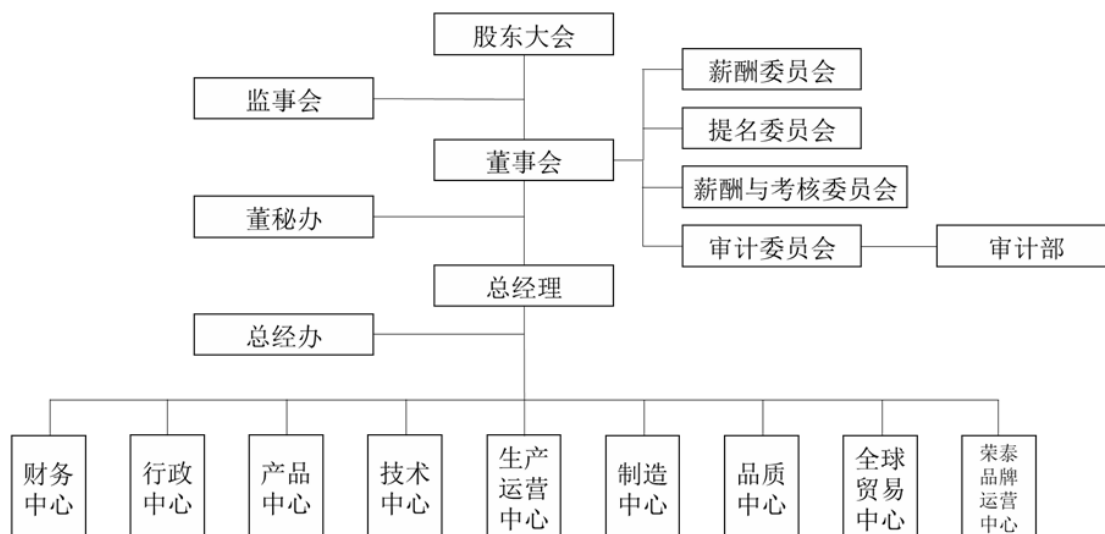 股东大会
薪酬委员会
监事会
提名委员会
董事会
薪酬与考核委员会
董秘办
审计委员会
审计部
总经理
总经办
财务
中心
行政
中心
产品
中心
技术
中心
生产
运营
中心
制造
中心
品质
中心
全球
贸易
中心
荣泰
品牌
运营
中心